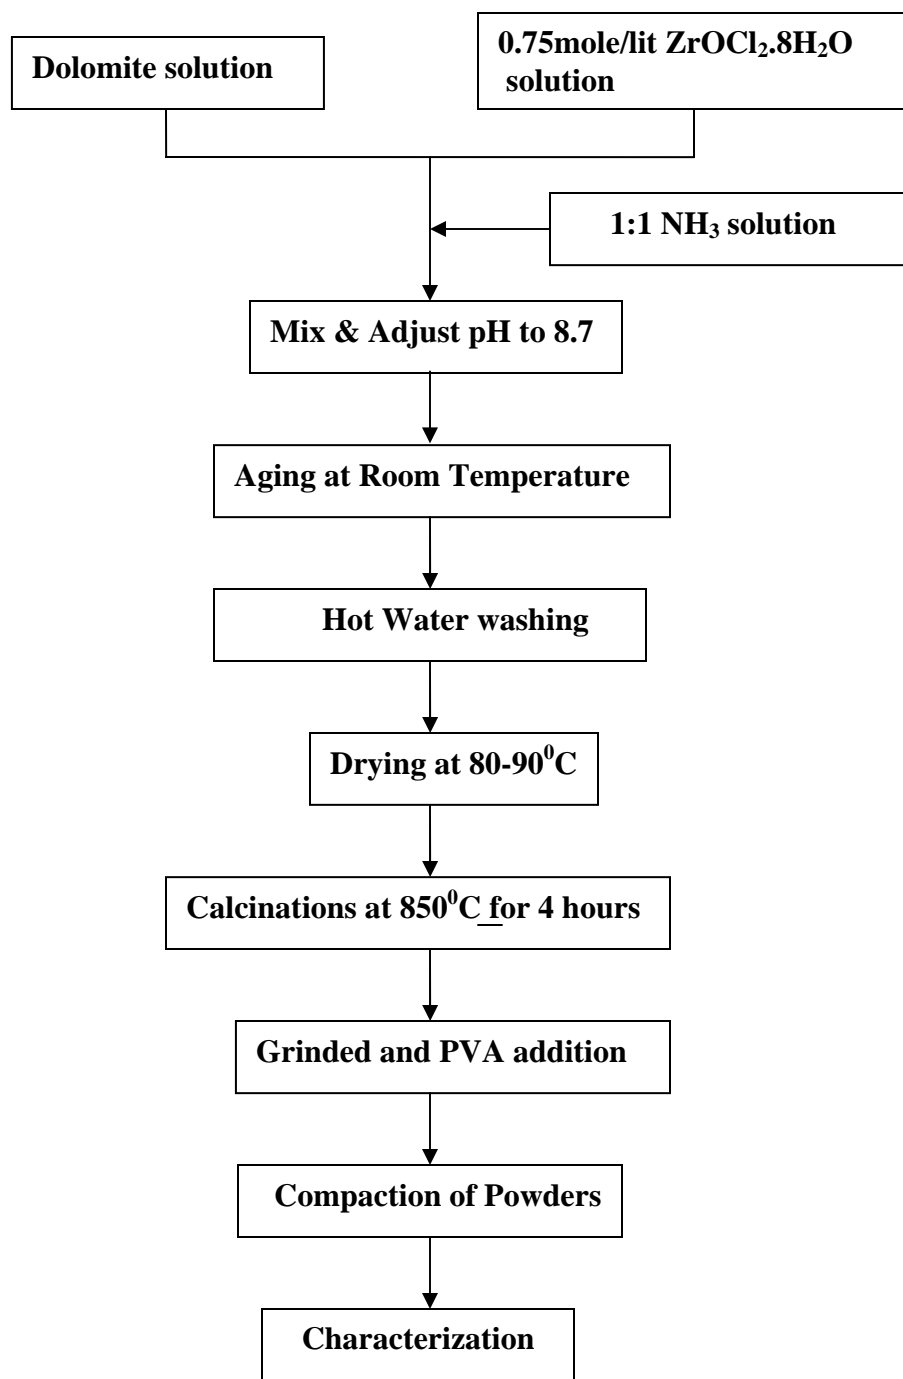 Dolomite solution
0.75mole/lit ZrOCl₂.8H₂O
solution
1:1 NH₃ solution
Mix & Adjust pH to 8.7
Aging at Room Temperature
Hot Water washing
Drying at 80-90⁰C
Calcinations at 850⁰C for 4 hours
Grinded and PVA addition
Compaction of Powders
Characterization